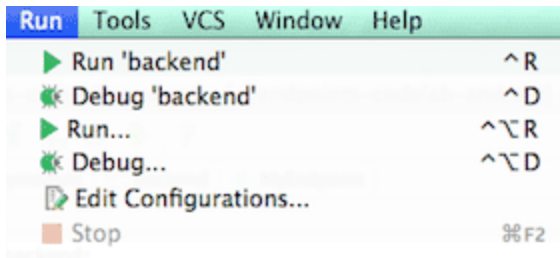 Run Tools VCS Window Help
Run 'backend' ^R
Debug 'backend' ^D
Run... ^⌥R
Debug... ^⌥D
Edit Configurations...
Stop ⌘F2